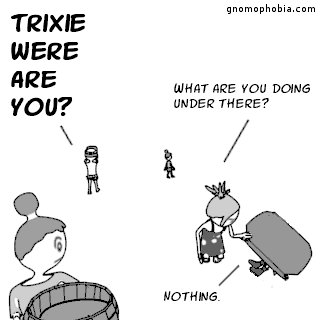 gnomophobia.com
TRIXIE
WERE
ARE
YOU?
WHAT ARE YOU DOING
UNDER THERE?
NOTHING.